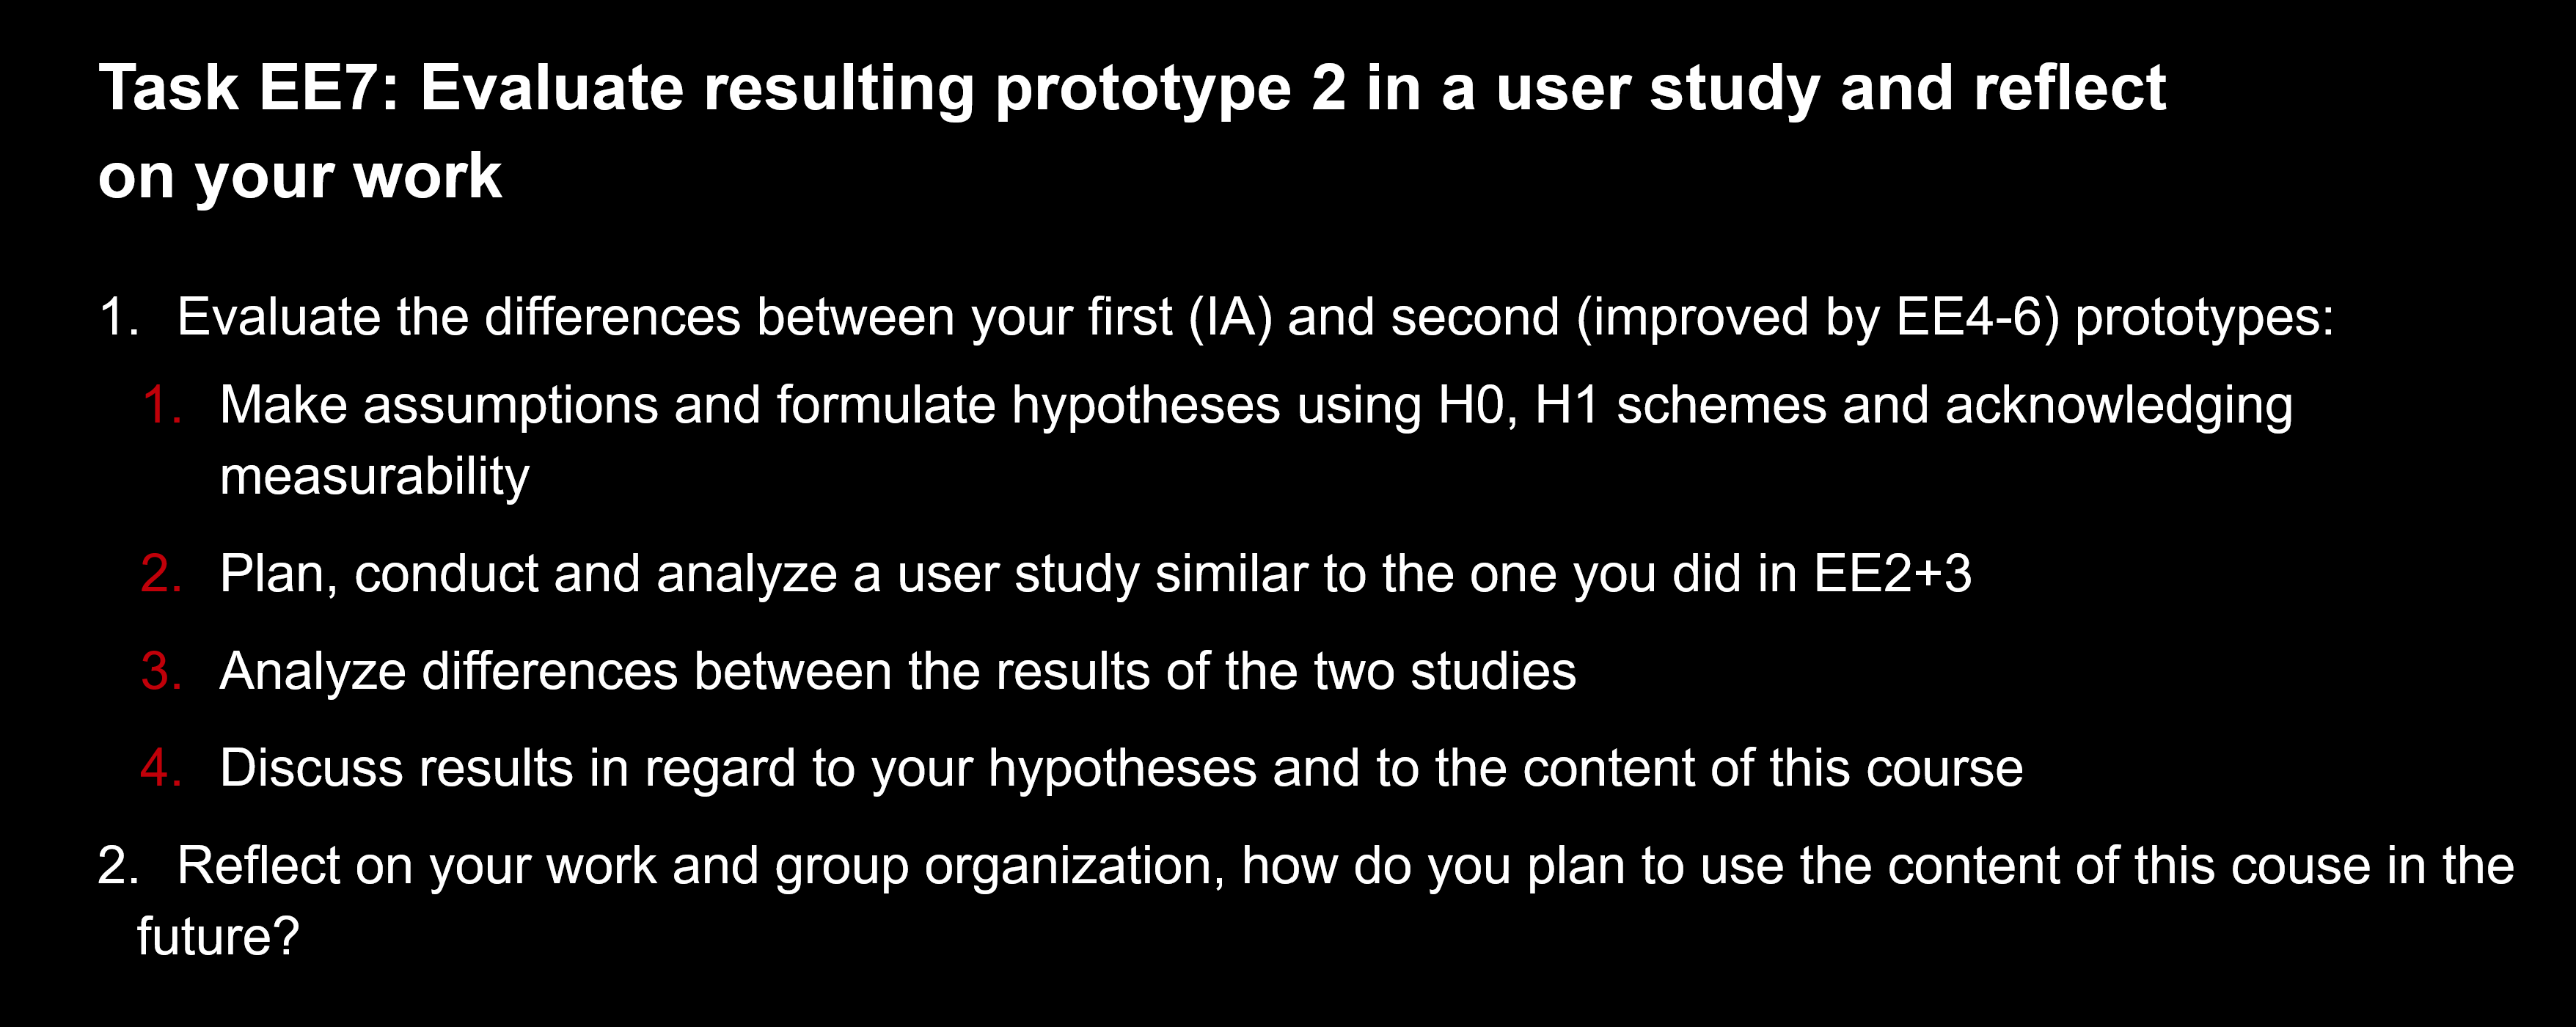 Task EE7: Evaluate resulting prototype 2 in a user study and reflect
on your work
1. Evaluate the differences between your first (IA) and second (improved by EE4-6) prototypes:
1. Make assumptions and formulate hypotheses using H0, H1 schemes and acknowledging
measurability
2. Plan, conduct and analyze a user study similar to the one you did in EE2+3
3. Analyze differences between the results of the two studies
4. Discuss results in regard to your hypotheses and to the content of this course
2. Reflect on your work and group organization, how do you plan to use the content of this couse in the
future?